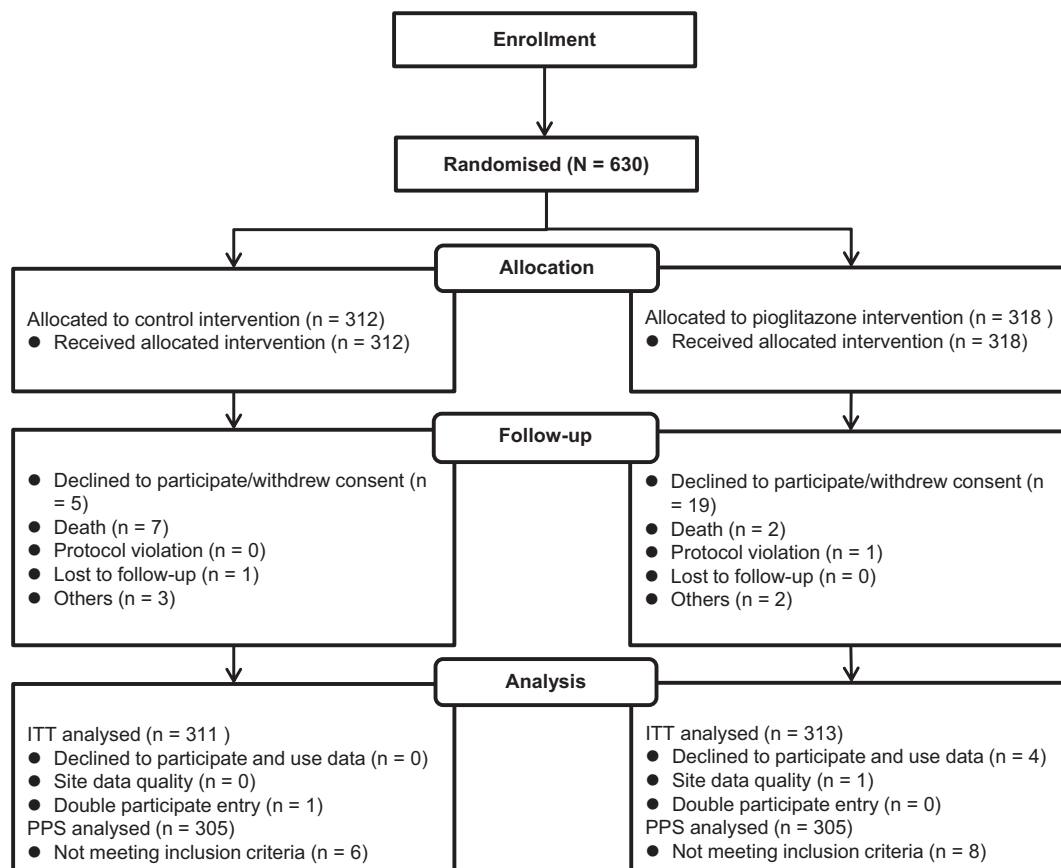 Enrollment
Randomised (N = 630)
Allocation
Allocated to control intervention (n = 312)
● Received allocated intervention (n = 312)
Allocated to pioglitazone intervention (n = 318 )
● Received allocated intervention (n = 318)
Follow-up
● Declined to participate/withdrew consent (n
= 5)
● Death (n = 7)
● Protocol violation (n = 0)
● Lost to follow-up (n = 1)
● Others (n = 3)
● Declined to participate/withdrew consent (n
= 19)
● Death (n = 2)
● Protocol violation (n = 1)
● Lost to follow-up (n = 0)
● Others (n = 2)
Analysis
ITT analysed (n = 311 )
● Declined to participate and use data (n = 0)
● Site data quality (n = 0)
● Double participate entry (n = 1)
PPS analysed (n = 305)
● Not meeting inclusion criteria (n = 6)
ITT analysed (n = 313)
● Declined to participate and use data (n = 4)
● Site data quality (n = 1)
● Double participate entry (n = 0)
PPS analysed (n = 305)
● Not meeting inclusion criteria (n = 8)